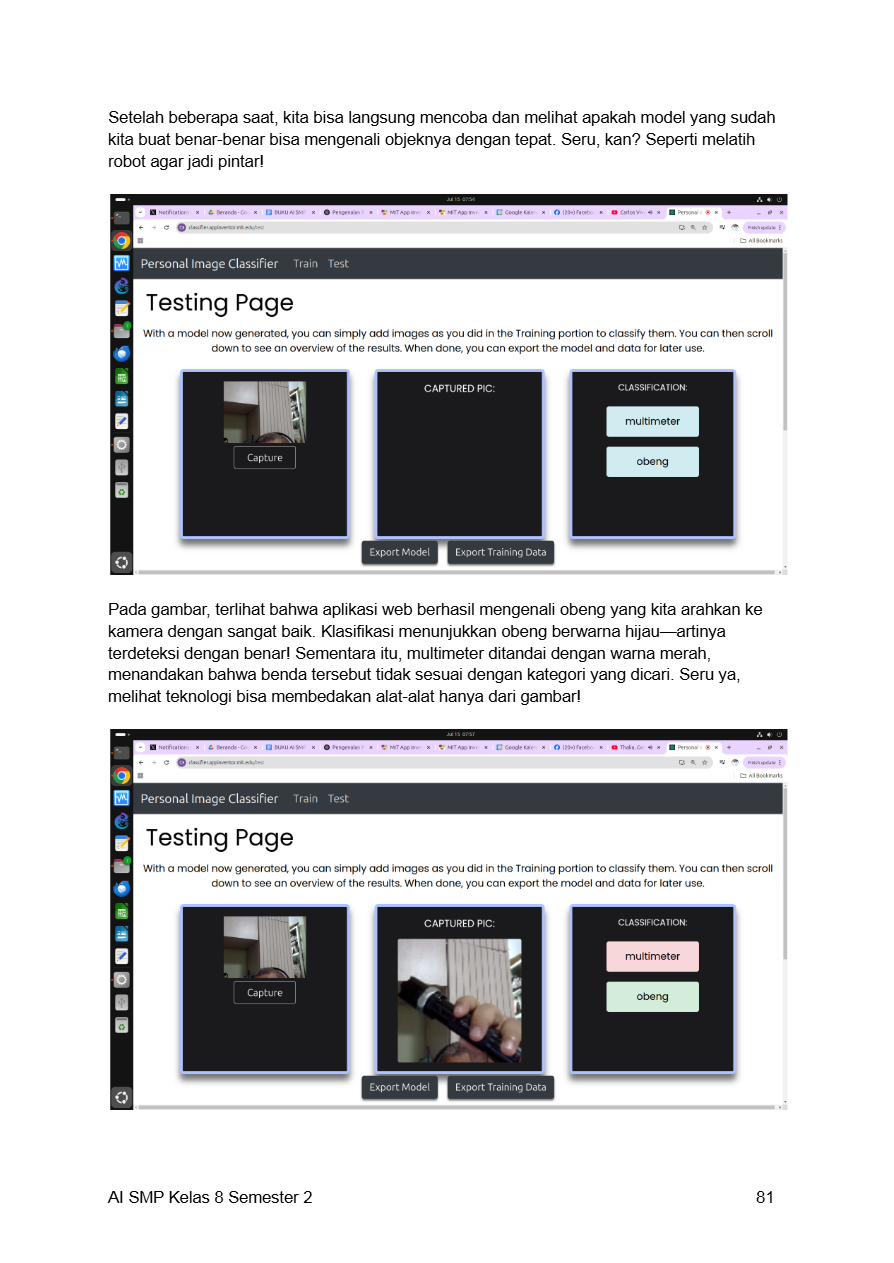 Setelah beberapa saat, kita bisa langsung mencoba dan melihat apakah model yang sudah
kita buat benar-benar bisa mengenali objeknya dengan tepat. Seru, kan? Seperti melatih
robot agar jadi pintar!
Jul 15 07:54
Notifications
Beranda - Go
BUKU AI SMP
Pengenalan
MIT App Inve
MIT App Inve
Google Kalen
(20+) Facebo
Carlos Viv
Personal
classifier.appinventor.mit.edu/test
All Bookmarks
Personal Image Classifier Train Test
Testing Page
With a model now generated, you can simply add images as you did in the Training portion to classify them. You can then scroll
down to see an overview of the results. When done, you can export the model and data for later use.
CAPTURED PIC:
CLASSIFICATION:
multimeter
Capture
obeng
Export Model Export Training Data
Pada gambar, terlihat bahwa aplikasi web berhasil mengenali obeng yang kita arahkan ke
kamera dengan sangat baik. Klasifikasi menunjukkan obeng berwarna hijau—artinya
terdeteksi dengan benar! Sementara itu, multimeter ditandai dengan warna merah,
menandakan bahwa benda tersebut tidak sesuai dengan kategori yang dicari. Seru ya,
melihat teknologi bisa membedakan alat-alat hanya dari gambar!
Jul 15 07:57
Notifications
Beranda - Go
BUKU AI SMP
Pengenalan
MIT App Inve
MIT App Inve
Google Kalen
(20+) Facebo
Thalia, Ge
Personal
classifier.appinventor.mit.edu/test
All Bookmarks
Personal Image Classifier Train Test
Testing Page
With a model now generated, you can simply add images as you did in the Training portion to classify them. You can then scroll
down to see an overview of the results. When done, you can export the model and data for later use.
CAPTURED PIC:
CLASSIFICATION:
multimeter
Capture
obeng
Export Model Export Training Data
AI SMP Kelas 8 Semester 2 81